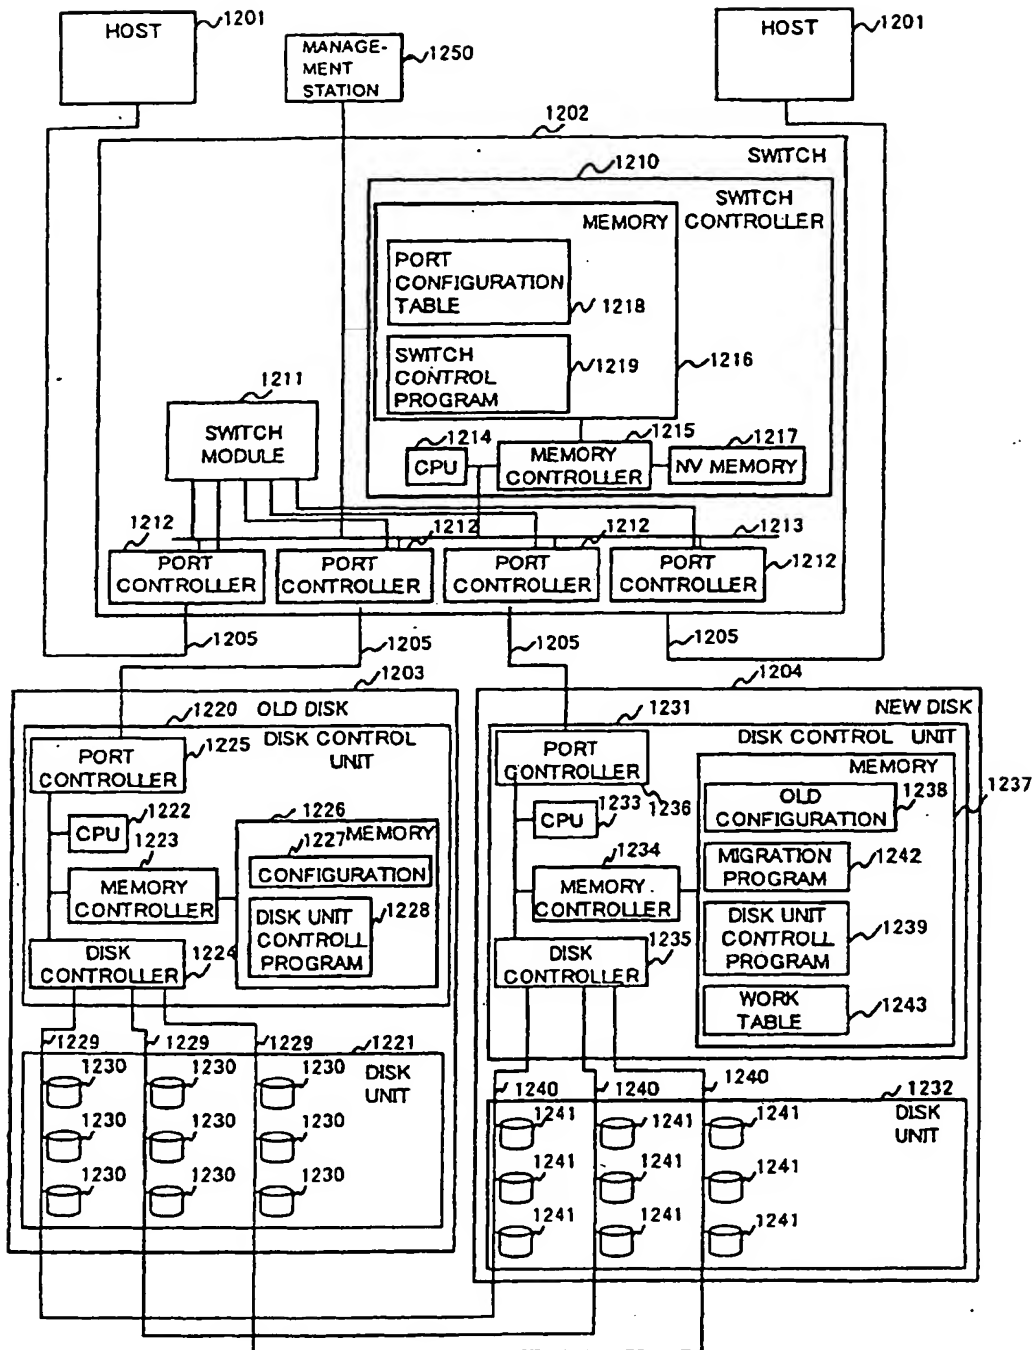 HOST
1201
MANAGE-
MENT
STATION
1250
HOST
1201
1202
SWITCH
1210
SWITCH
CONTROLLER
MEMORY
PORT
CONFIGURATION
TABLE
1218
SWITCH
CONTROL
PROGRAM
1219
1216
1211
SWITCH
MODULE
1214
CPU
1215
MEMORY
CONTROLLER
1217
NV MEMORY
1213
1212
PORT
CONTROLLER
1212
PORT
CONTROLLER
1212
PORT
CONTROLLER
1212
PORT
CONTROLLER
1205
1205
1205
1205
1203
OLD DISK
1220
DISK CONTROL
UNIT
PORT
CONTROLLER
1225
1222
CPU
1223
MEMORY
CONTROLLER
1226
MEMORY
1227
CONFIGURATION
DISK UNIT
CONTROLL
PROGRAM
1228
DISK
CONTROLLER
1224
1229
1229
1229
1221
DISK
UNIT
1230
1230
1230
1230
1230
1230
1230
1230
1230
1204
NEW DISK
1231
DISK CONTROL UNIT
PORT
CONTROLLER
1236
1233
CPU
1234
MEMORY
CONTROLLER
1235
DISK
CONTROLLER
MEMORY
1237
OLD
CONFIGURATION
1238
MIGRATION
PROGRAM
1242
DISK UNIT
CONTROLL
PROGRAM
1239
WORK
TABLE
1243
1240
1240
1240
1232
DISK
UNIT
1241
1241
1241
1241
1241
1241
1241
1241
1241